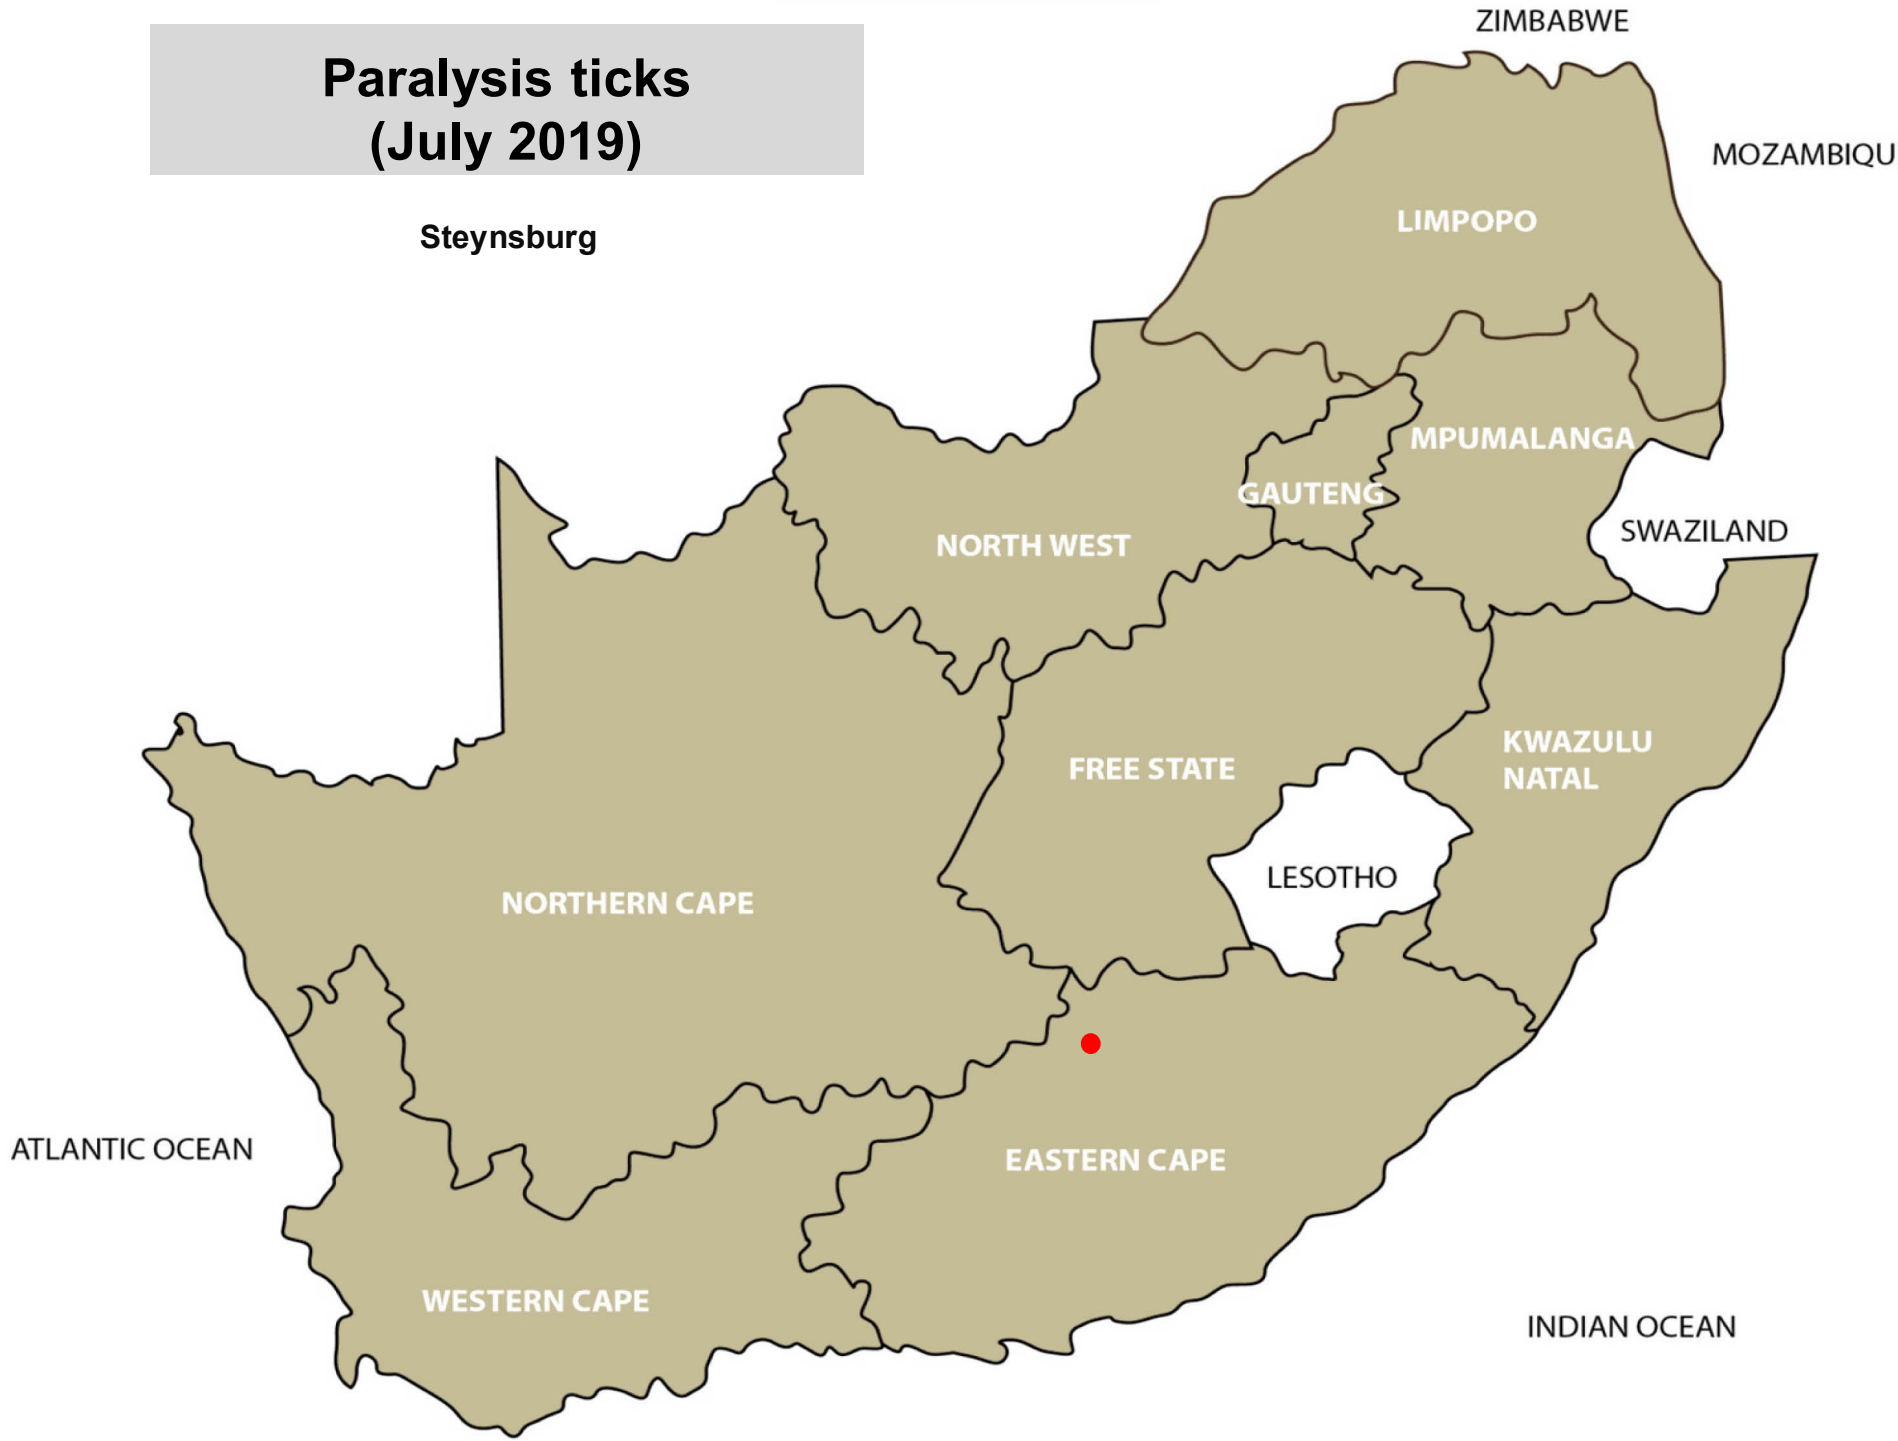 Paralysis ticks
(July 2019)
Steynsburg
ZIMBABWE
MOZAMBIQU
LIMPOPO
MPUMALANGA
GAUTENG
SWAZILAND
NORTH WEST
KWAZULU
NATAL
FREE STATE
LESOTHO
NORTHERN CAPE
ATLANTIC OCEAN
EASTERN CAPE
WESTERN CAPE
INDIAN OCEAN